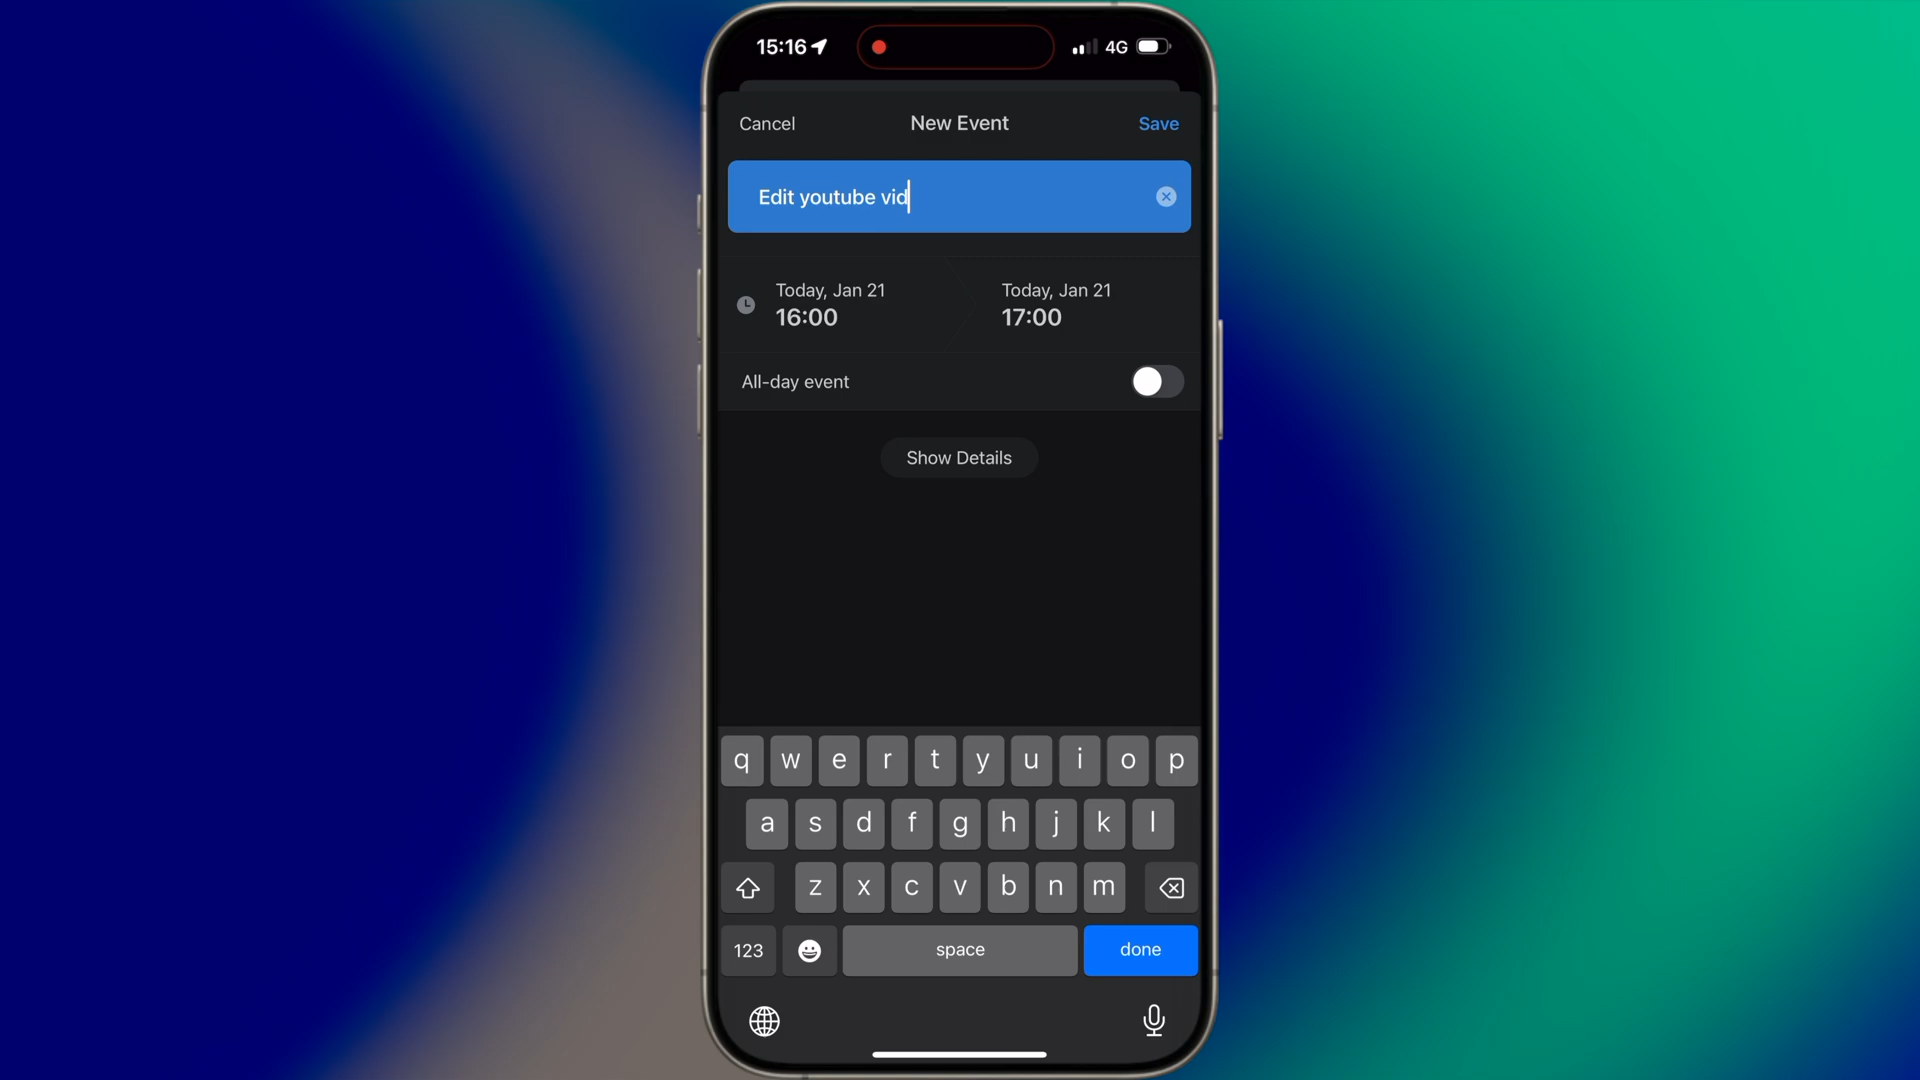 15:16
4G
Cancel
New Event
Save
Edit youtube vid
Today, Jan 21
16:00
Today, Jan 21
17:00
All-day event
Show Details
q w e r t y u i o p
a s d f g h j k l
z x c v b n m
123
space
done